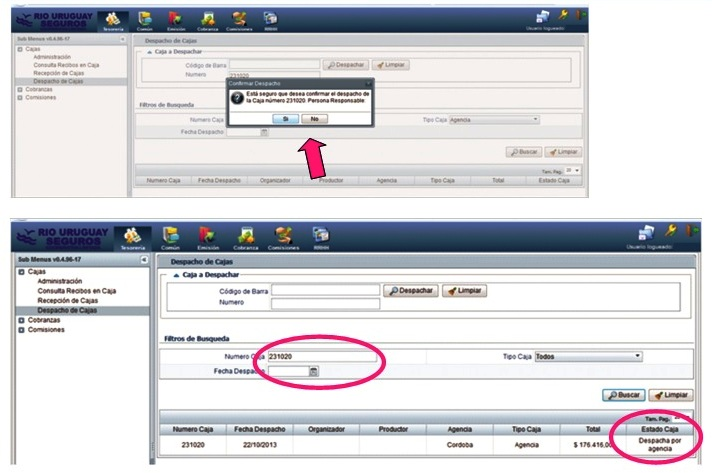 RIO URUGUAY
SEGUROS
Tesorería Común Emisión Cobranza Comisiones RRHH
Usuario logueado:
Sub Menus v0.4.96-17
Despacho de Cajas
Cajas
Administración
Consulta Recibos en Caja
Recepción de Cajas
Despacho de Cajas
Cobranzas
Comisiones
Caja a Despachar
Código de Barra Despachar Limpiar
Numero 231020
Confirmar Despacho
Está seguro que desea confirmar el despacho de
la Caja número 231020. Persona Responsable:
Si No
Filtros de Busqueda
Numero Caja Tipo Caja Agencia
Fecha Despacho
Buscar Limpiar
Tam. Pag. 20
Numero Caja Fecha Despacho Organizador Productor Agencia Tipo Caja Total Estado Caja
RIO URUGUAY
SEGUROS
Tesorería Común Emisión Cobranza Comisiones RRHH
Usuario logueado:
Sub Menus v0.4.96-17
Despacho de Cajas
Cajas
Administración
Consulta Recibos en Caja
Recepción de Cajas
Despacho de Cajas
Cobranzas
Comisiones
Caja a Despachar
Código de Barra Despachar Limpiar
Numero
Filtros de Busqueda
Numero Caja 231020 Tipo Caja Todos
Fecha Despacho
Buscar Limpiar
Tam. Pag.
Numero Caja Fecha Despacho Organizador Productor Agencia Tipo Caja Total Estado Caja
231020 22/10/2013 Cordoba Agencia $ 176.416,00 Despacha por
agencia